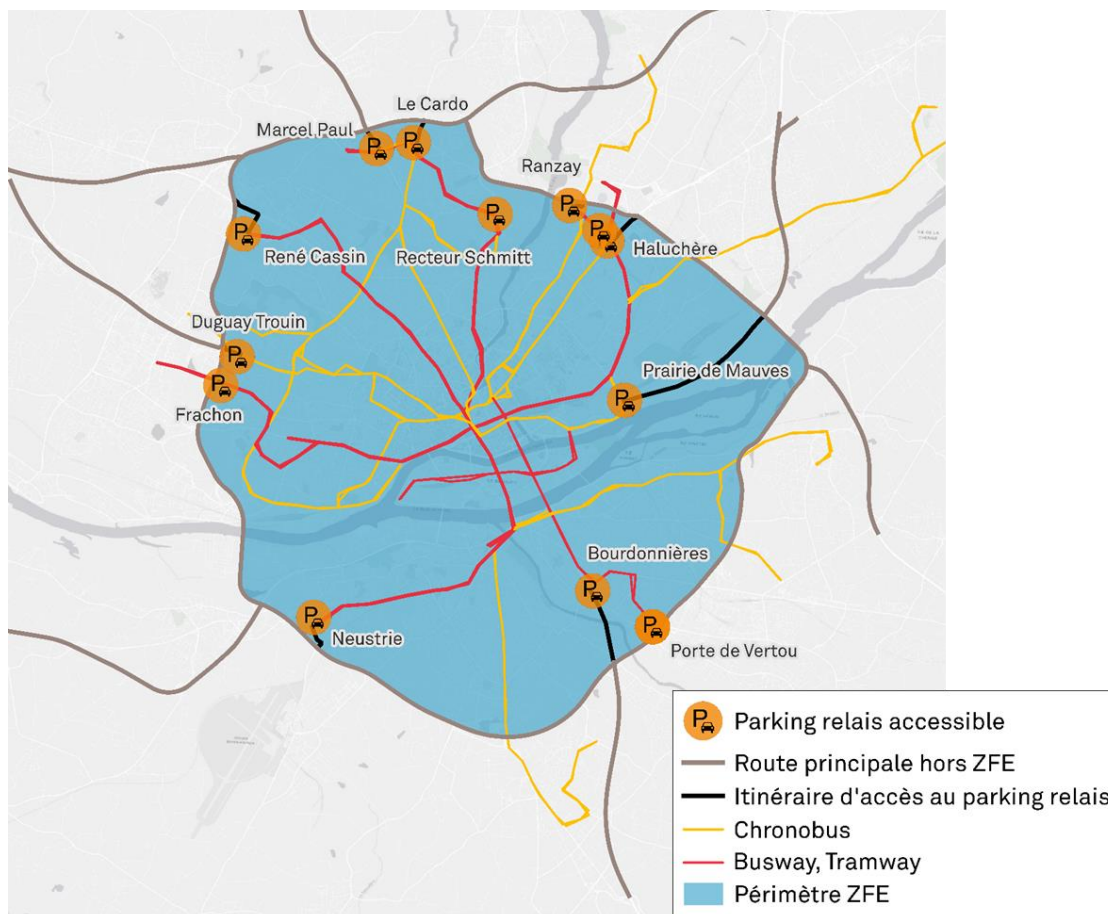 Le Cardo
Marcel Paul
Ranzay
René Cassin
Recteur Schmitt
Haluchère
Duguay Trouin
Prairie de Mauves
Frachon
Bourdonnières
Neustrie
Porte de Vertou
P
P
P
P
P
P
P
P
P
P
P
P
P
Parking relais accessible
Route principale hors ZFE
Itinéraire d'accès au parking relais
Chronobus
Busway, Tramway
Périmètre ZFE